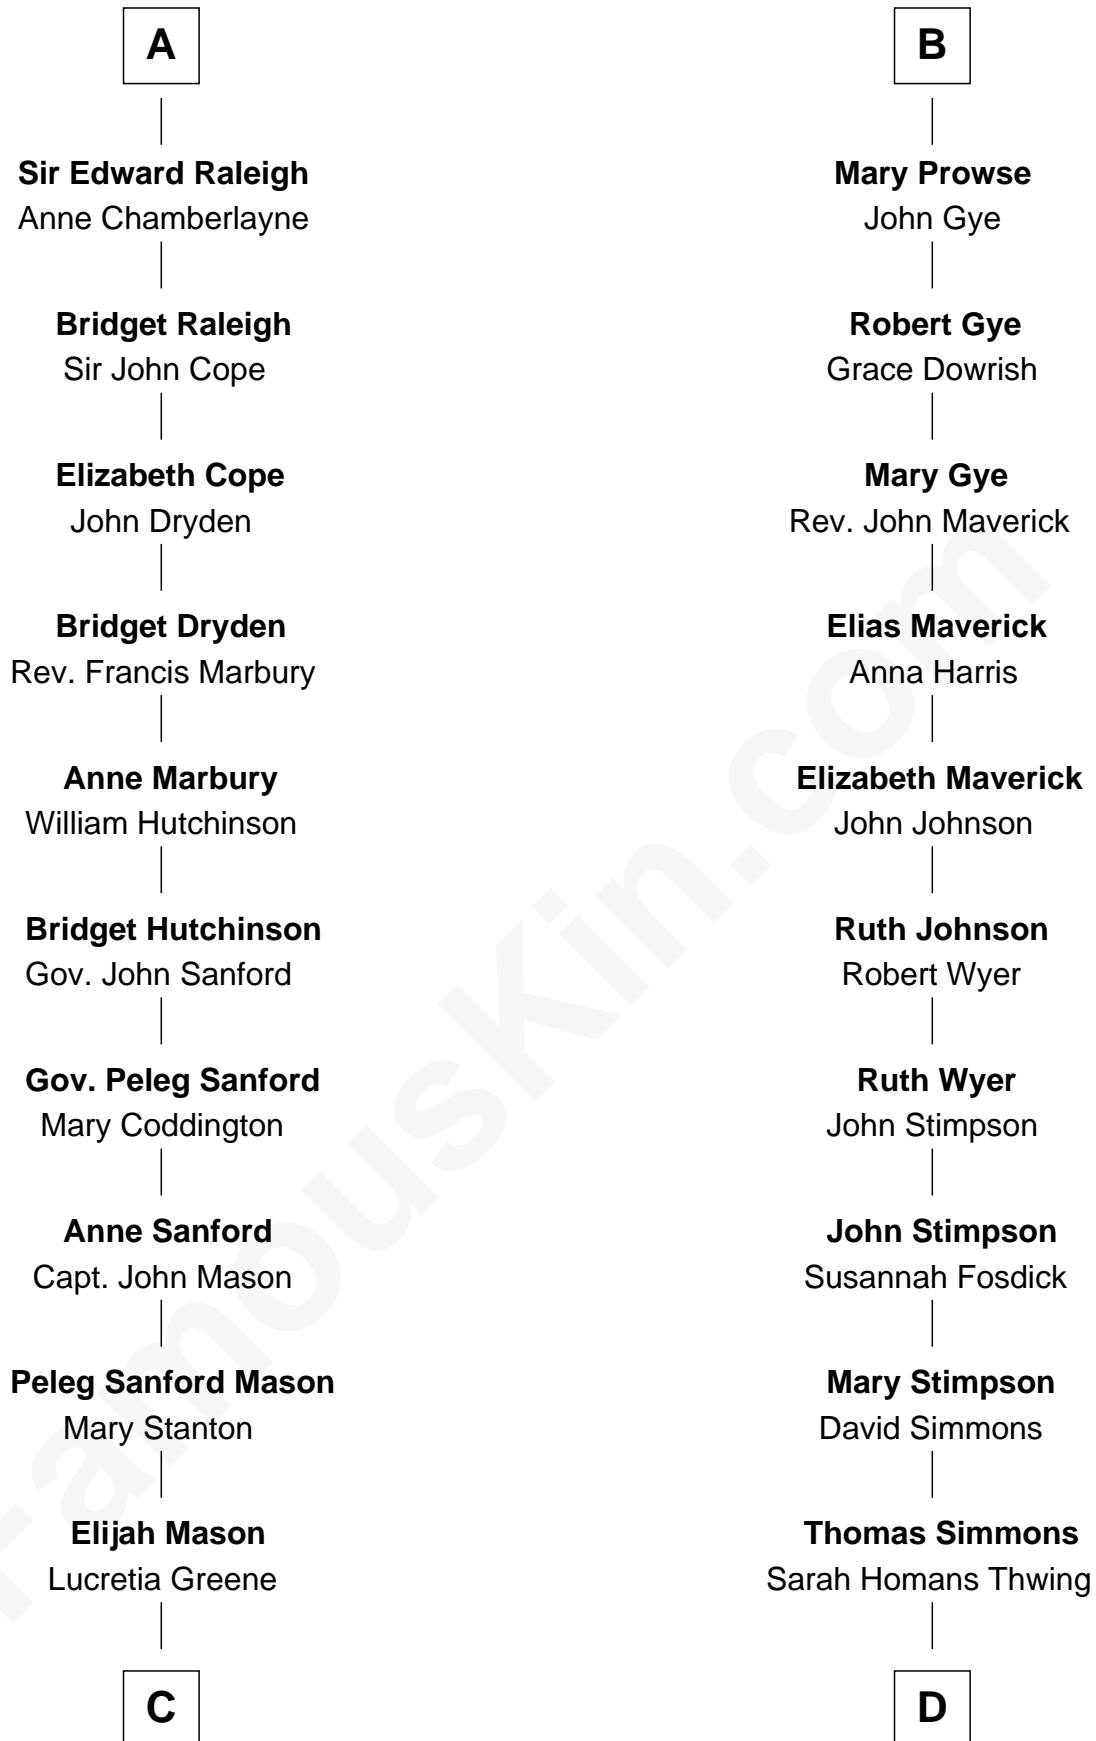 A
Sir Edward Raleigh
Anne Chamberlayne
Bridget Raleigh
Sir John Cope
Elizabeth Cope
John Dryden
Bridget Dryden
Rev. Francis Marbury
Anne Marbury
William Hutchinson
Bridget Hutchinson
Gov. John Sanford
Gov. Peleg Sanford
Mary Coddington
Anne Sanford
Capt. John Mason
Peleg Sanford Mason
Mary Stanton
Elijah Mason
Lucretia Greene
C
B
Mary Prowse
John Gye
Robert Gye
Grace Dowrish
Mary Gye
Rev. John Maverick
Elias Maverick
Anna Harris
Elizabeth Maverick
John Johnson
Ruth Johnson
Robert Wyer
Ruth Wyer
John Stimpson
John Stimpson
Susannah Fosdick
Mary Stimpson
David Simmons
Thomas Simmons
Sarah Homans Thwing
D
FamousKin.com